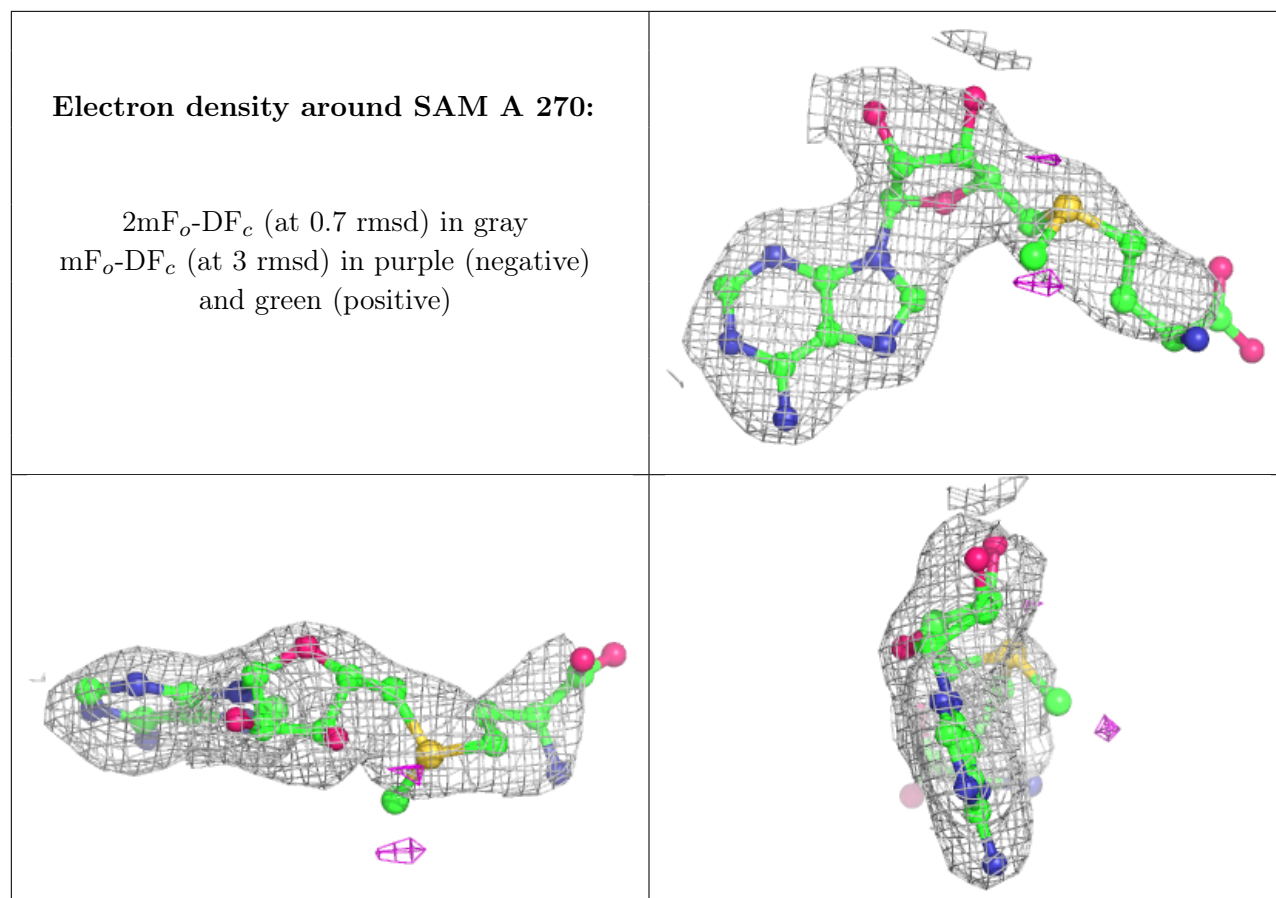 Electron density around SAM A 270:
2mFo-DFc (at 0.7 rmsd) in gray
mFo-DFc (at 3 rmsd) in purple (negative)
and green (positive)